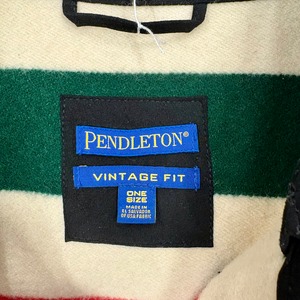 PENDLETON®
VINTAGE FIT
ONE
SIZE
MADE IN
EL SALVADOR
OF USA FABRIC